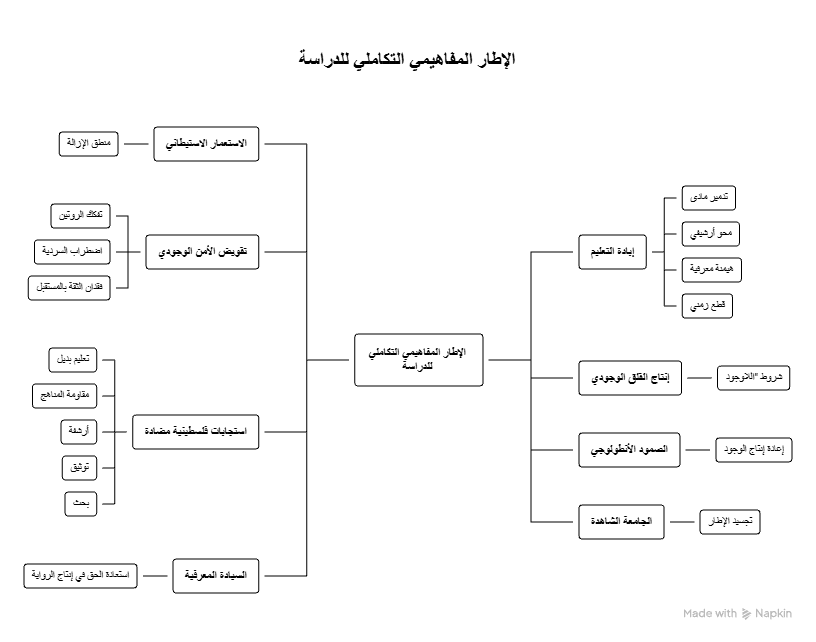 الإطار المفاهيمي التكاملي للدراسة
إبادة التعليم
تدمير مادي
محو أرشيفي
هيمنة معرفية
قطع زمني
إنتاج القلق الوجودي
شروط "اللاوجود
الصمود الأنطولوجي
إعادة إنتاج الوجود
الجامعة الشاهدة
تجسيد الإطار
الإطار المفاهيمي التكاملي
للدراسة
الاستعمار الاستيطاني
منطق الإزالة
تقويض الأمن الوجودي
تفكك الروتين
اضطراب السردية
فقدان الثقة بالمستقبل
استجابات فلسطينية مضادة
تعليم بديل
مقاومة المناهج
أرشفة
توثيق
بحث
السيادة المعرفية
استعادة الحق في إنتاج الرواية
Made with Napkin